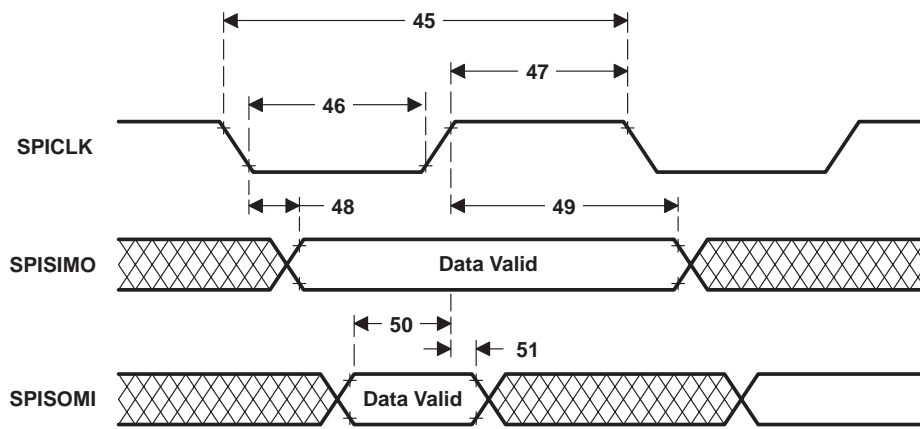 45
47
46
SPICLK
48
49
SPISIMO
Data Valid
50
51
SPISOMI
Data Valid